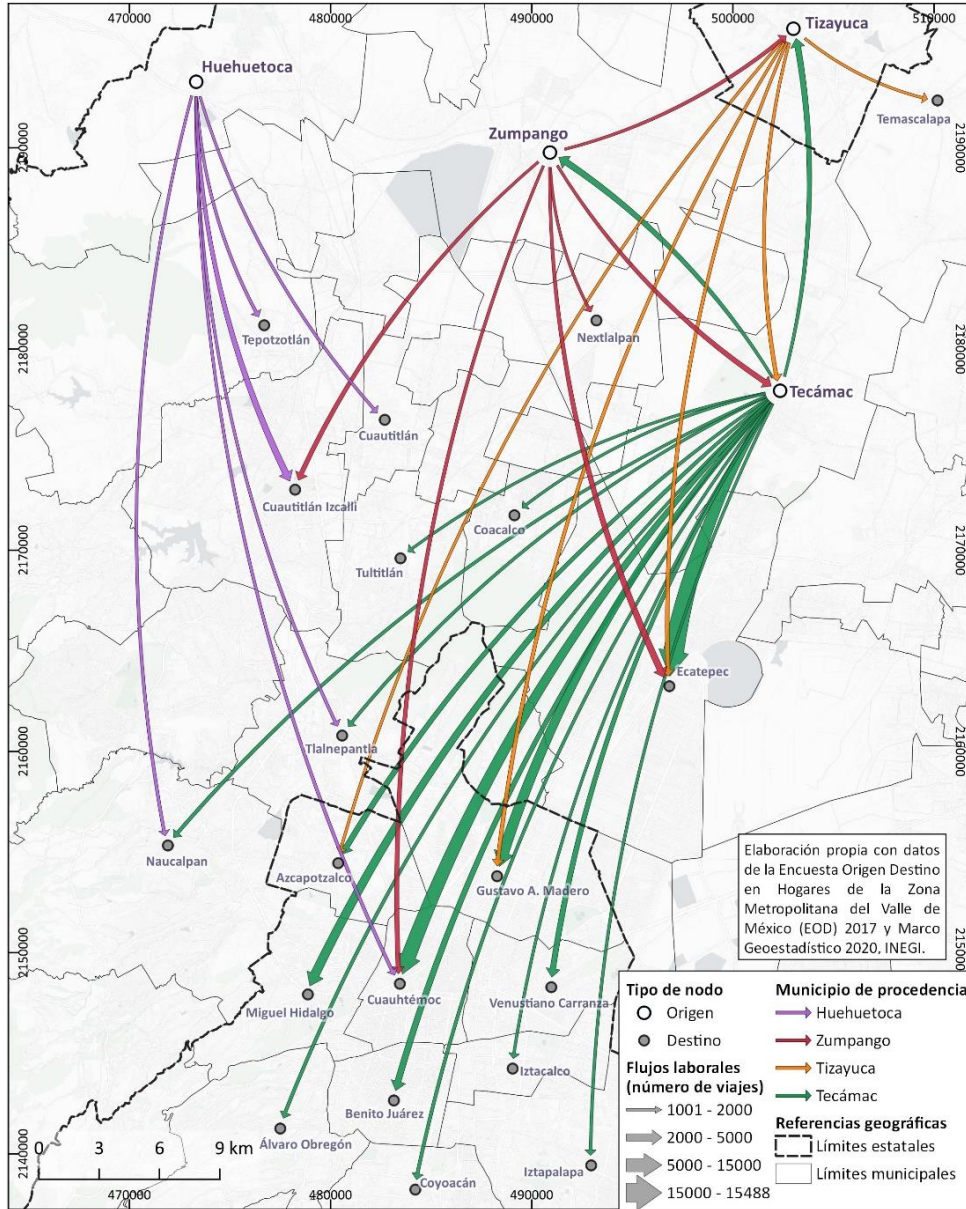 470000
480000
490000
500000
510000
Tizayuca
Huehuetoca
Temascalapa
Zumpango
2190000
2190000
Nextlalpan
Tepotzotlán
2180000
2180000
Tecámac
Cuautitlán
Cuautitlán Izcalli
Coacalco
2170000
2170000
Tultitlán
Ecatepec
Tlalnepantla
2160000
2160000
Naucalpan
Azcapotzalco
Gustavo A. Madero
Elaboración propia con datos
de la Encuesta Origen Destino
en Hogares de la Zona
Metropolitana del Valle de
México (EOD) 2017 y Marco
Geoestadístico 2020, INEGI.
2150000
2150000
Miguel Hidalgo
Cuauhtémoc
Venustiano Carranza
Iztacalco
Benito Juárez
Álvaro Obregón
2140000
Iztapalapa
Coyoacán
0 3 6 9 km
Tipo de nodo
Origen
Destino
Flujos laborales
(número de viajes)
1001 - 2000
2000 - 5000
5000 - 15000
15000 - 15488
Municipio de procedencia
Huehuetoca
Zumpango
Tizayuca
Tecámac
Referencias geográficas
Límites estatales
Límites municipales
470000
480000
490000